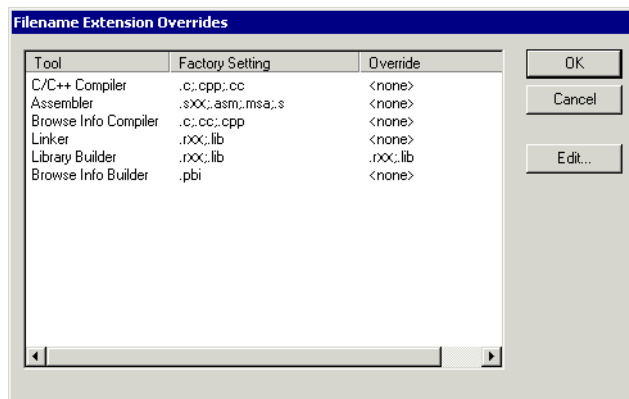 Filename Extension Overrides
Tool Factory Setting Override OK
C/C++ Compiler .c;.cpp;.cc <none>
Assembler .sXX;.asm;.msa;.s <none> Cancel
Browse Info Compiler .c;.cc;.cpp <none>
Linker .rXX;.lib <none>
Library Builder .rXX;.lib .rXX;.lib Edit...
Browse Info Builder .pbi <none>